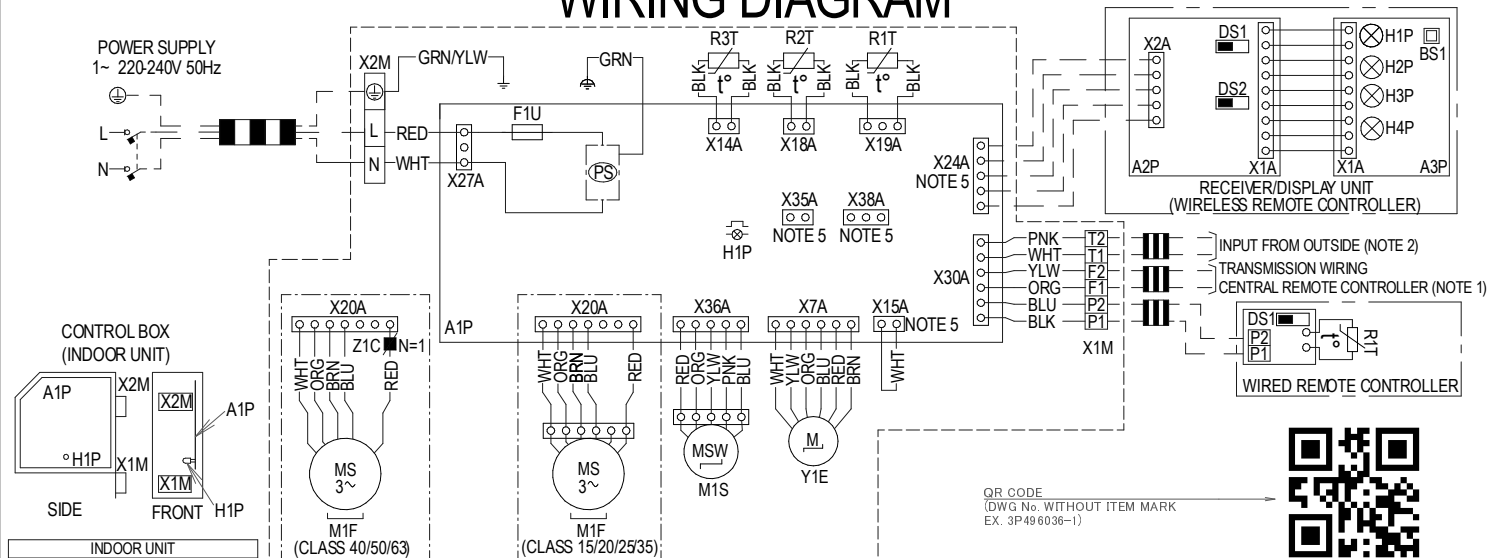 WIRING DIAGRAM
POWER SUPPLY
1~ 220-240V 50Hz
L
N
X2M
L
N
GRN/YLW
RED
WHT
X27A
F1U
GRN
PS
R3T
BLK
t°
BLK
X14A
R2T
BLK
t°
BLK
X18A
R1T
BLK
t°
BLK
X19A
X35A
NOTE 5
X38A
NOTE 5
H1P
X24A
NOTE 5
X30A
A1P
X2A
DS1
DS2
A2P
X1A
X1A
H1P
H2P
H3P
H4P
BS1
A3P
RECEIVER/DISPLAY UNIT
(WIRELESS REMOTE CONTROLLER)
PNK T2
WHT T1
YLW F2
ORG F1
BLU P2
BLK P1
X1M
INPUT FROM OUTSIDE (NOTE 2)
TRANSMISSION WIRING
CENTRAL REMOTE CONTROLLER (NOTE 1)
DS1
P2
P1
t°
R1T
WIRED REMOTE CONTROLLER
CONTROL BOX
(INDOOR UNIT)
A1P
H1P
X2M
X1M
SIDE
X2M
X1M
A1P
H1P
FRONT
INDOOR UNIT
X20A
Z1C
N=1
WHT
ORG
BRN
BLU
RED
MS
3~
M1F
(CLASS 40/50/63)
X20A
WHT
ORG
BRN
BLU
RED
MS
3~
M1F
(CLASS 15/20/25/35)
X36A
RED
ORG
YLW
PNK
BLU
MSW
M1S
X7A
WHT
YLW
ORG
BLU
RED
BRN
M
Y1E
X15A
NOTE 5
WHT
QR CODE
(DWG No. WITHOUT ITEM MARK
EX. 3P496036-1)